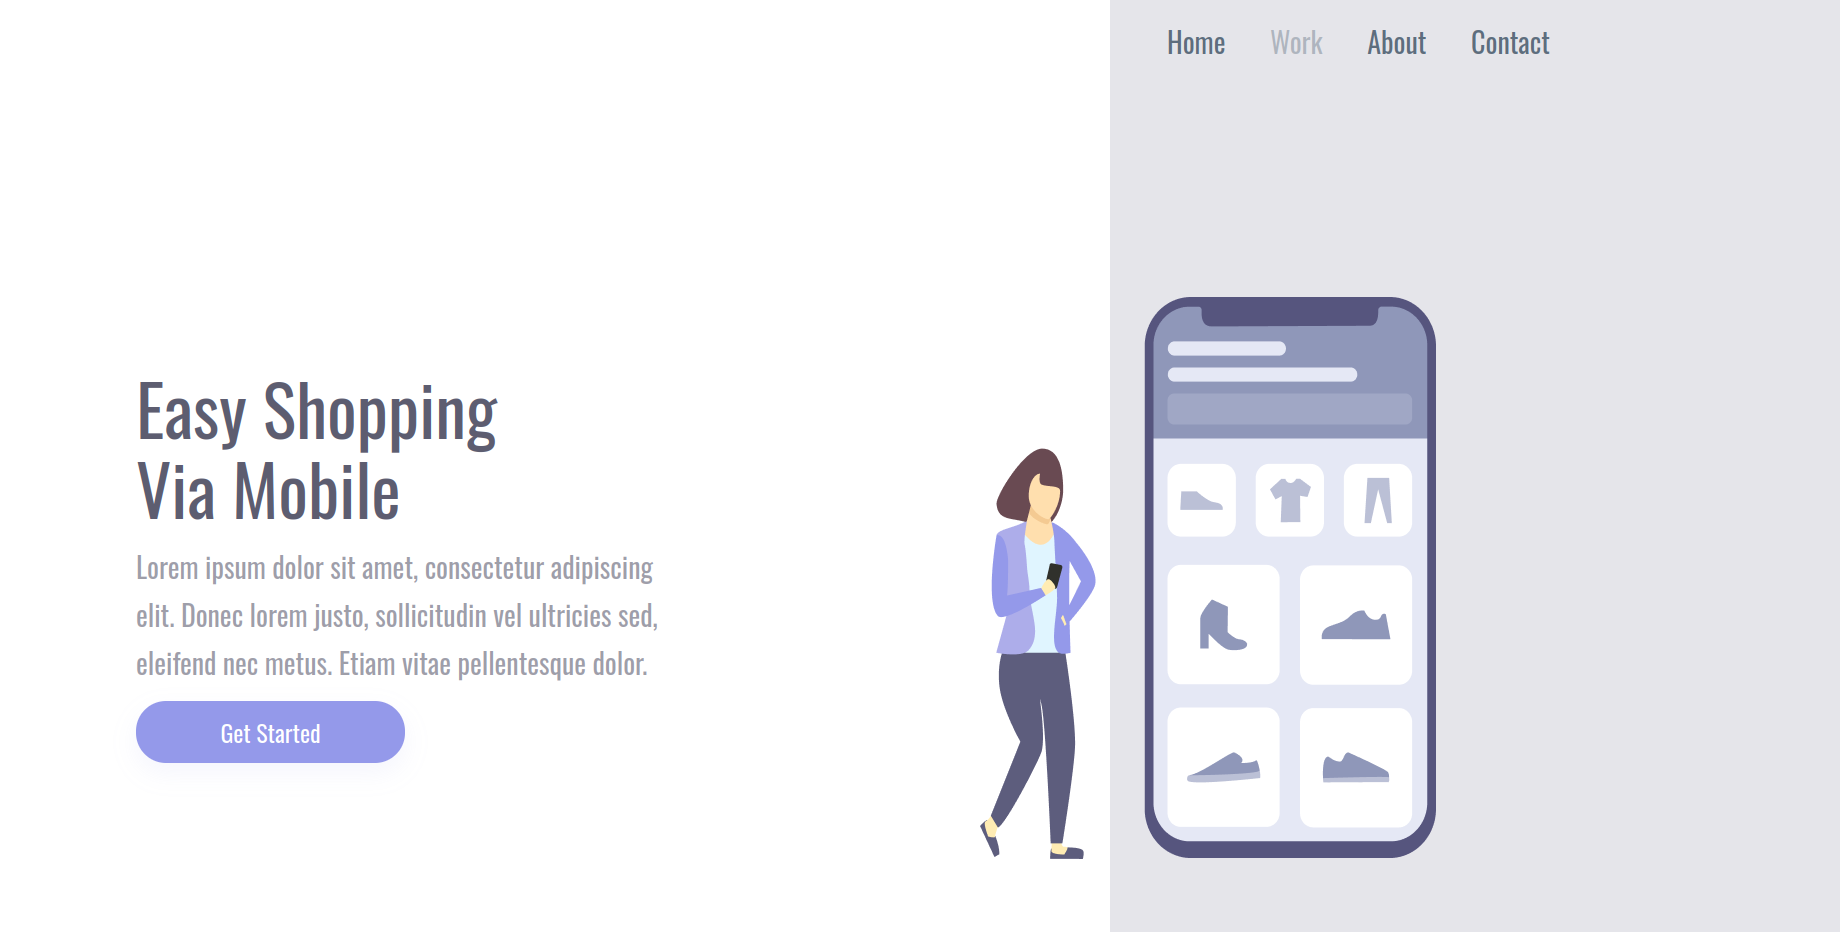 Home Work About Contact
Easy Shopping
Via Mobile
Lorem ipsum dolor sit amet, consectetur adipiscing
elit. Donec lorem justo, sollicitudin vel ultricies sed,
eleifend nec metus. Etiam vitae pellentesque dolor.
Get Started